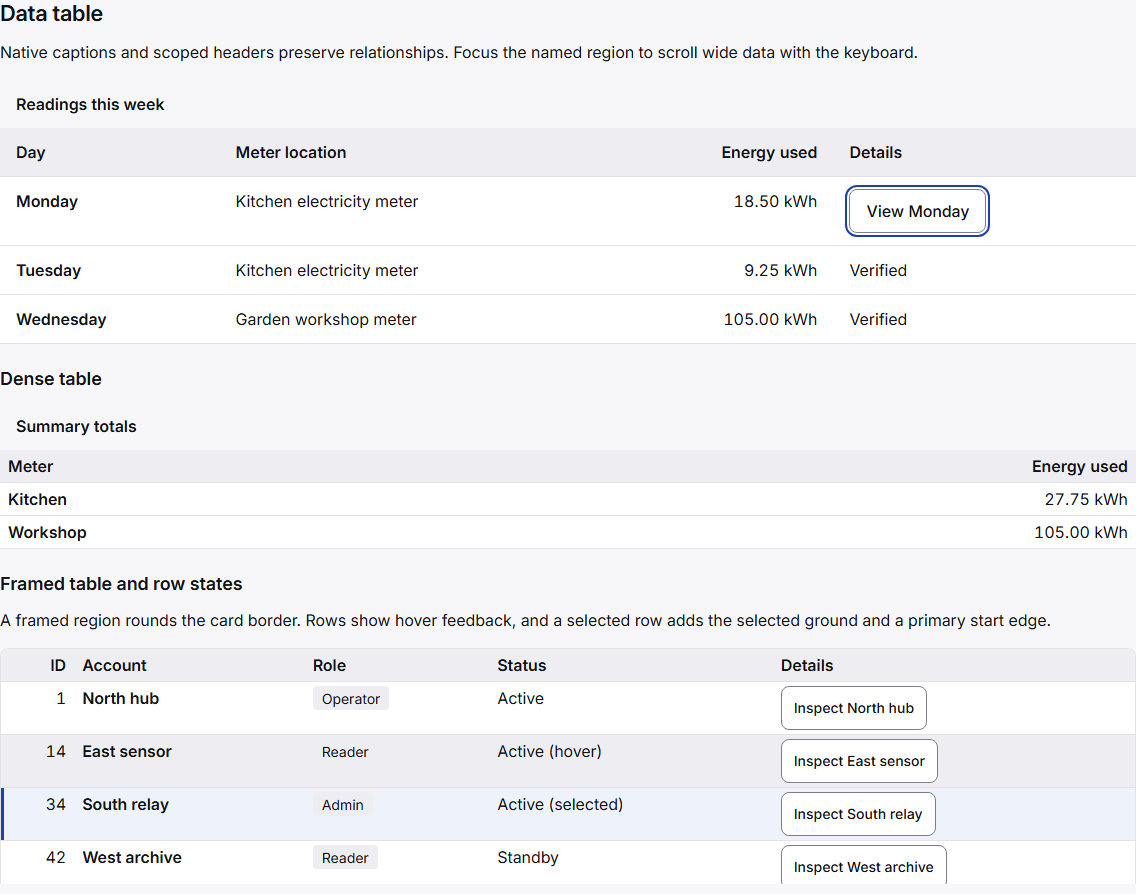 Data table
Native captions and scoped headers preserve relationships. Focus the named region to scroll wide data with the keyboard.
Readings this week
Day Meter location Energy used Details
Monday Kitchen electricity meter 18.50 kWh View Monday
Tuesday Kitchen electricity meter 9.25 kWh Verified
Wednesday Garden workshop meter 105.00 kWh Verified
Dense table
Summary totals
Meter Energy used
Kitchen 27.75 kWh
Workshop 105.00 kWh
Framed table and row states
A framed region rounds the card border. Rows show hover feedback, and a selected row adds the selected ground and a primary start edge.
ID Account Role Status Details
1 North hub Operator Active Inspect North hub
14 East sensor Reader Active (hover) Inspect East sensor
34 South relay Admin Active (selected) Inspect South relay
42 West archive Reader Standby Inspect West archive